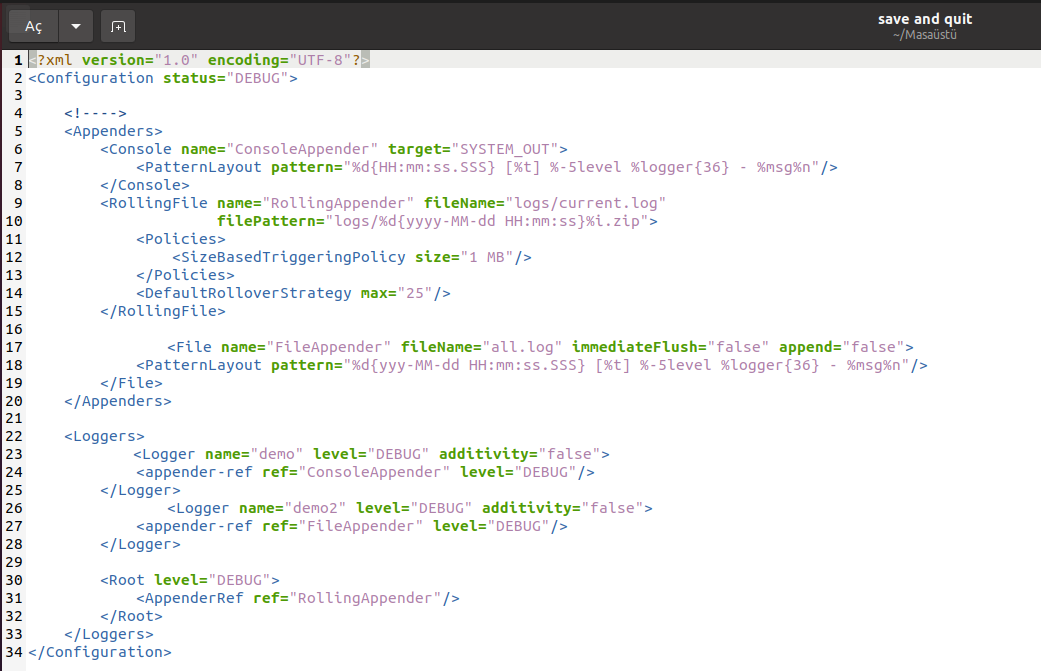 Aç
save and quit
~/Masaüstü
1 <?xml version="1.0" encoding="UTF-8"?>
2 <Configuration status="DEBUG">
3
4     <!---->
5     <Appenders>
6         <Console name="ConsoleAppender" target="SYSTEM_OUT">
7             <PatternLayout pattern="%d{HH:mm:ss.SSS} [%t] %-5level %logger{36} - %msg%n"/>
8         </Console>
9         <RollingFile name="RollingAppender" fileName="logs/current.log"
10                      filePattern="logs/%d{yyyy-MM-dd HH:mm:ss}%i.zip">
11             <Policies>
12                 <SizeBasedTriggeringPolicy size="1 MB"/>
13             </Policies>
14             <DefaultRolloverStrategy max="25"/>
15         </RollingFile>
16
17                <File name="FileAppender" fileName="all.log" immediateFlush="false" append="false">
18             <PatternLayout pattern="%d{yyy-MM-dd HH:mm:ss.SSS} [%t] %-5level %logger{36} - %msg%n"/>
19         </File>
20     </Appenders>
21
22     <Loggers>
23            <Logger name="demo" level="DEBUG" additivity="false">
24             <appender-ref ref="ConsoleAppender" level="DEBUG"/>
25         </Logger>
26                <Logger name="demo2" level="DEBUG" additivity="false">
27             <appender-ref ref="FileAppender" level="DEBUG"/>
28         </Logger>
29
30         <Root level="DEBUG">
31             <AppenderRef ref="RollingAppender"/>
32         </Root>
33     </Loggers>
34 </Configuration>